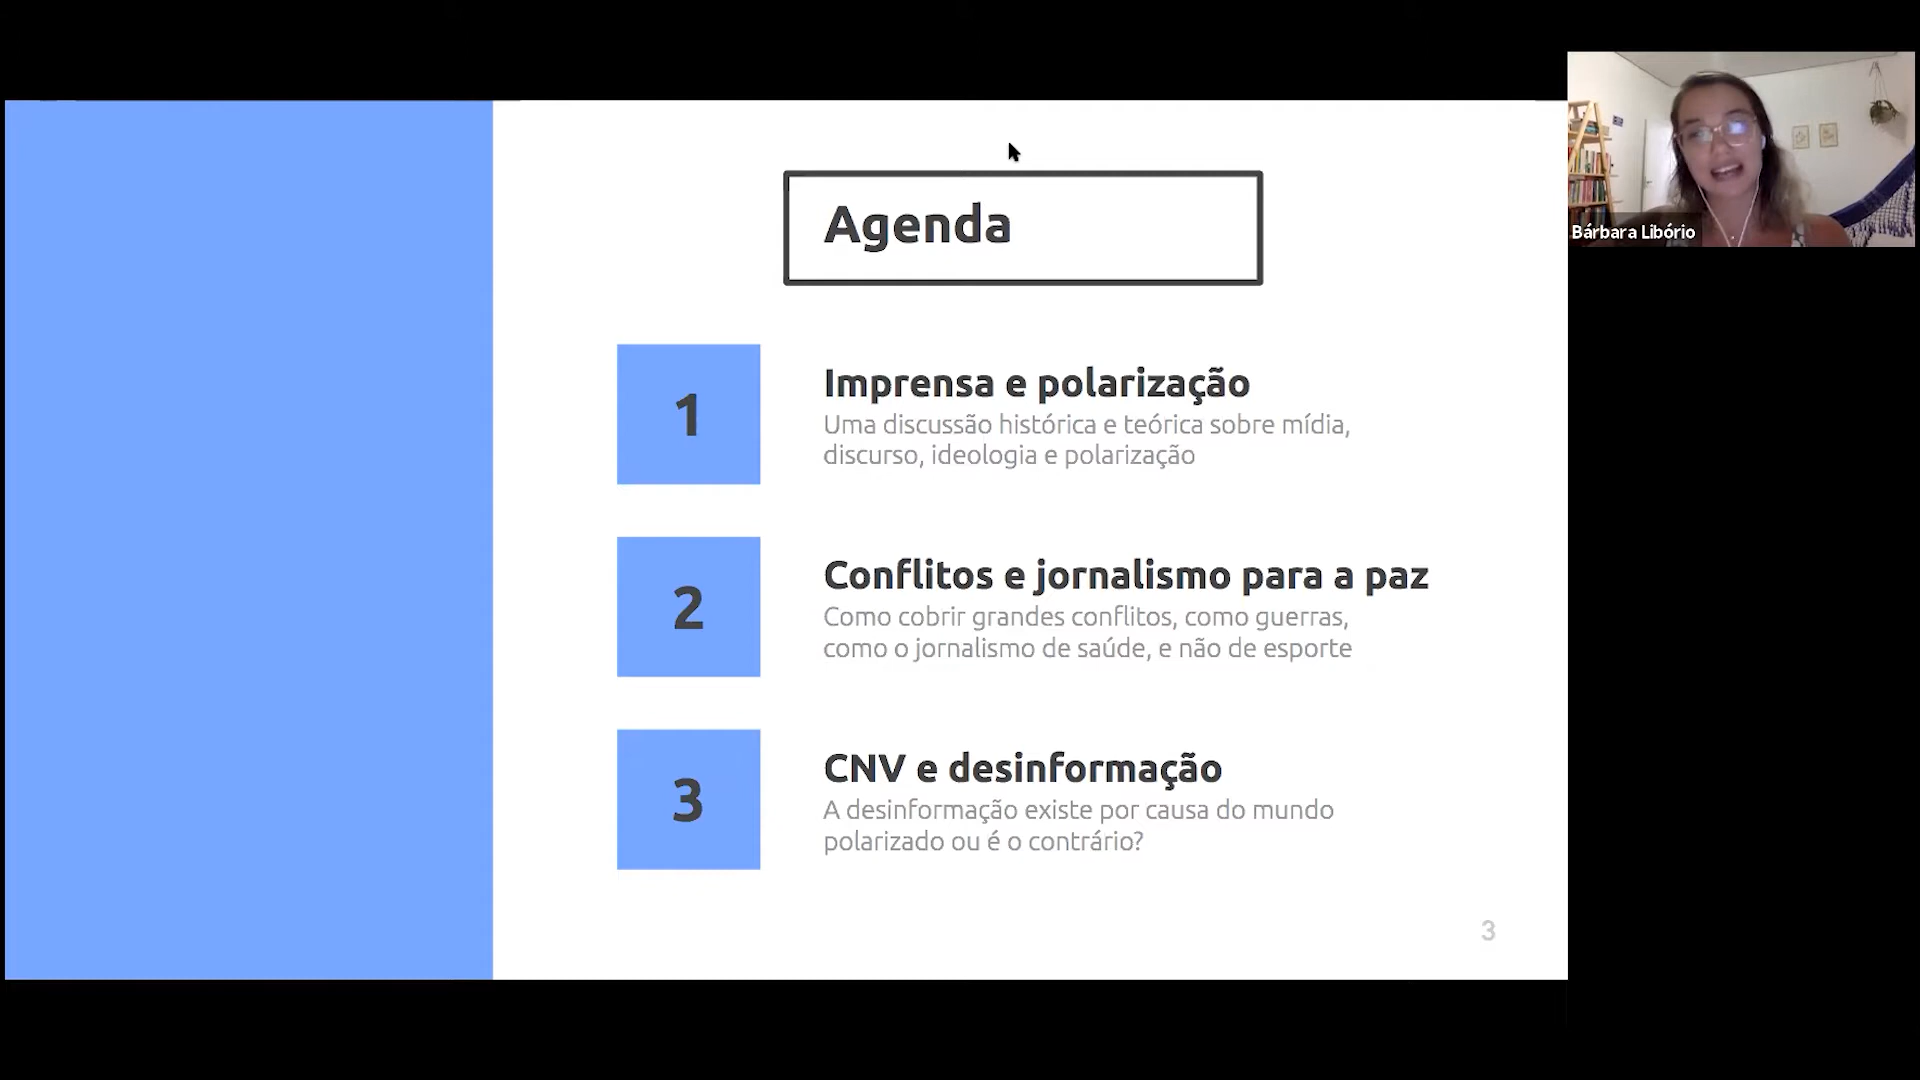 Agenda
1
Imprensa e polarização
Uma discussão histórica e teórica sobre mídia,
discurso, ideologia e polarização
2
Conflitos e jornalismo para a paz
Como cobrir grandes conflitos, como guerras,
como o jornalismo de saúde, e não de esporte
3
CNV e desinformação
A desinformação existe por causa do mundo
polarizado ou é o contrário?
3
Bárbara Libório